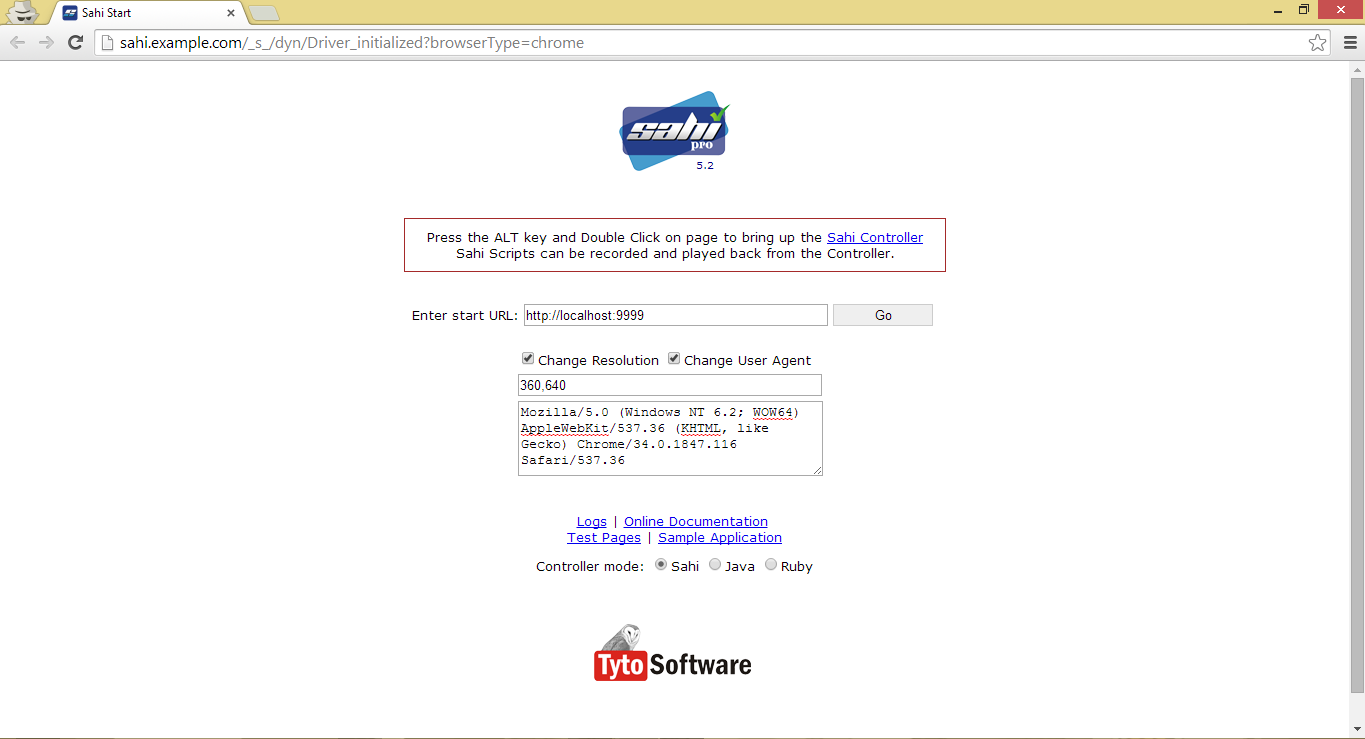 Sahi Start
sahi.example.com/_s_/dyn/Driver_initialized?browserType=chrome
sahi
pro
5.2
Press the ALT key and Double Click on page to bring up the Sahi Controller
Sahi Scripts can be recorded and played back from the Controller.
Enter start URL: http://localhost:9999 Go
Change Resolution Change User Agent
360,640
Mozilla/5.0 (Windows NT 6.2; WOW64)
AppleWebKit/537.36 (KHTML, like
Gecko) Chrome/34.0.1847.116
Safari/537.36
Logs | Online Documentation
Test Pages | Sample Application
Controller mode: Sahi Java Ruby
Tyto Software